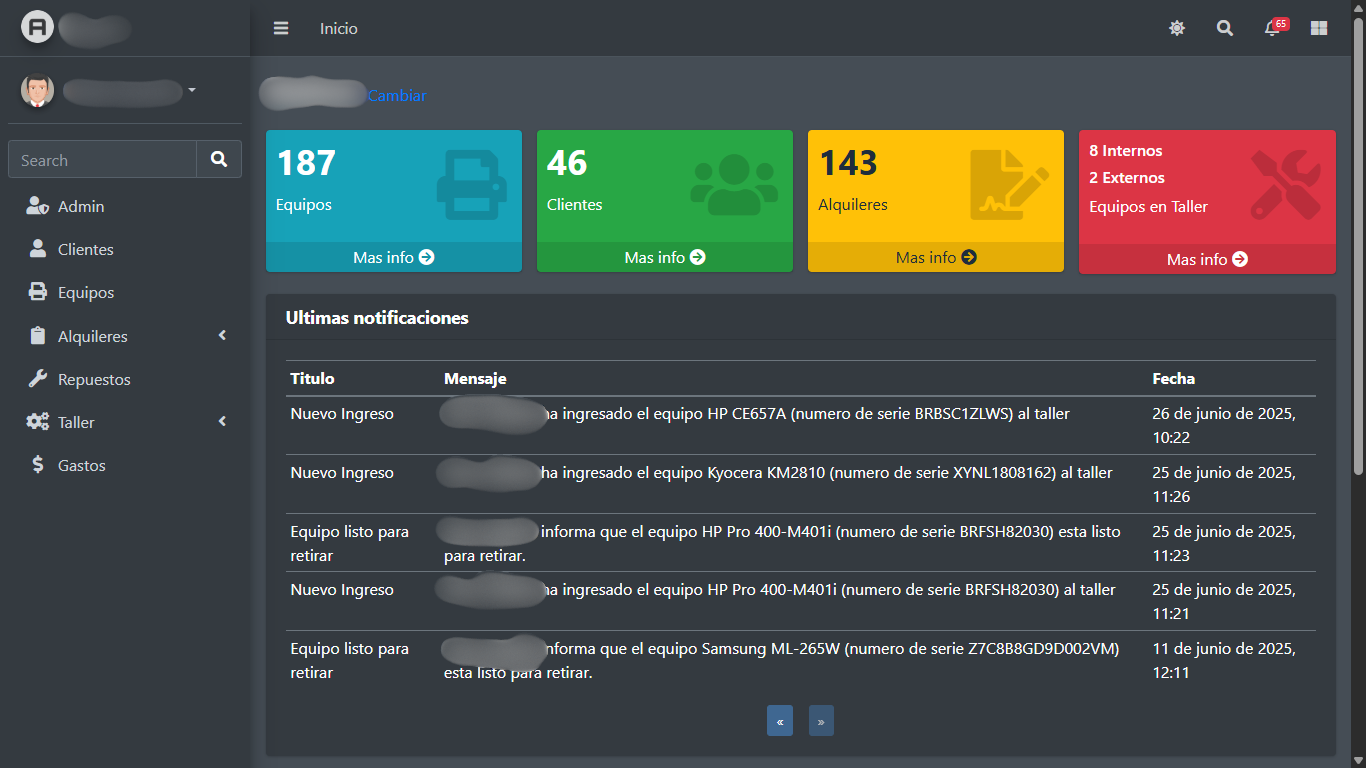 Inicio
65
Cambiar
Search
Admin
Clientes
Equipos
Alquileres
Repuestos
Taller
Gastos
187
Equipos
Mas info
46
Clientes
Mas info
143
Alquileres
Mas info
8 Internos
2 Externos
Equipos en Taller
Mas info
Ultimas notificaciones
Titulo Mensaje Fecha
Nuevo Ingreso ha ingresado el equipo HP CE657A (numero de serie BRBSC1ZLWS) al taller 26 de junio de 2025,
10:22
Nuevo Ingreso ha ingresado el equipo Kyocera KM2810 (numero de serie XYNL1808162) al taller 25 de junio de 2025,
11:26
Equipo listo para informa que el equipo HP Pro 400-M401i (numero de serie BRFSH82030) esta listo 25 de junio de 2025,
retirar para retirar. 11:23
Nuevo Ingreso ha ingresado el equipo HP Pro 400-M401i (numero de serie BRFSH82030) al taller 25 de junio de 2025,
11:21
Equipo listo para informa que el equipo Samsung ML-265W (numero de serie Z7C8B8GD9D002VM) 11 de junio de 2025,
retirar esta listo para retirar. 12:11
« »